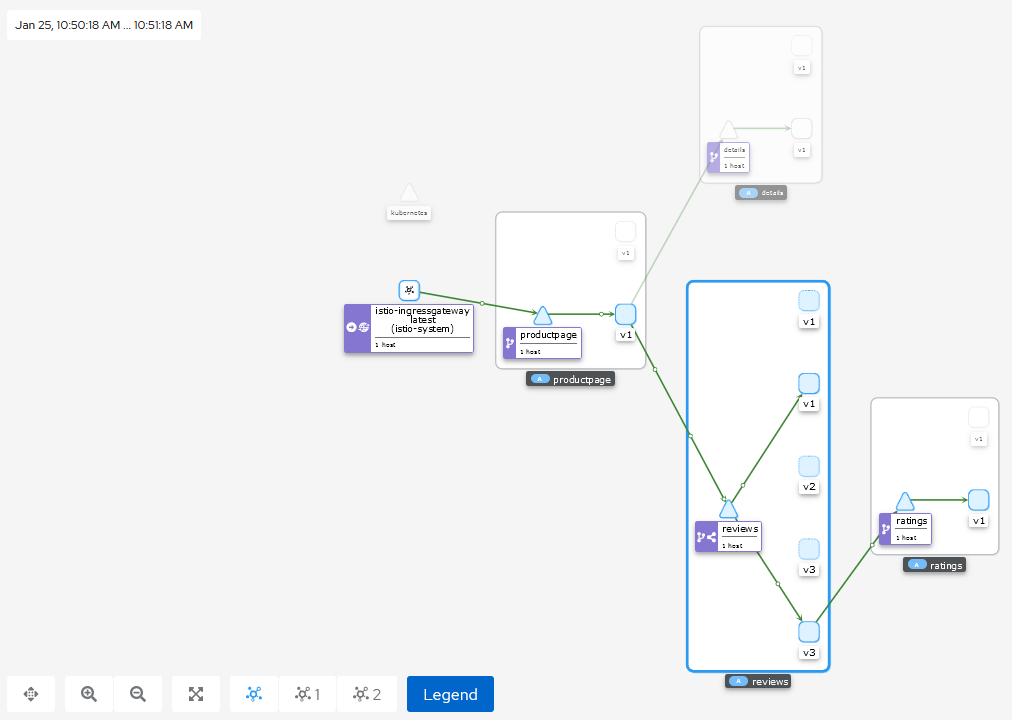 Jan 25, 10:50:18 AM ... 10:51:18 AM
v1
v1
details
1 host
A details
kubernetes
v1
istio-ingressgateway
latest
(istio-system)
1 host
v1
productpage
1 host
A productpage
v1
v1
v2
reviews
1 host
v3
v3
A reviews
v1
v1
ratings
1 host
A ratings
1
2
Legend